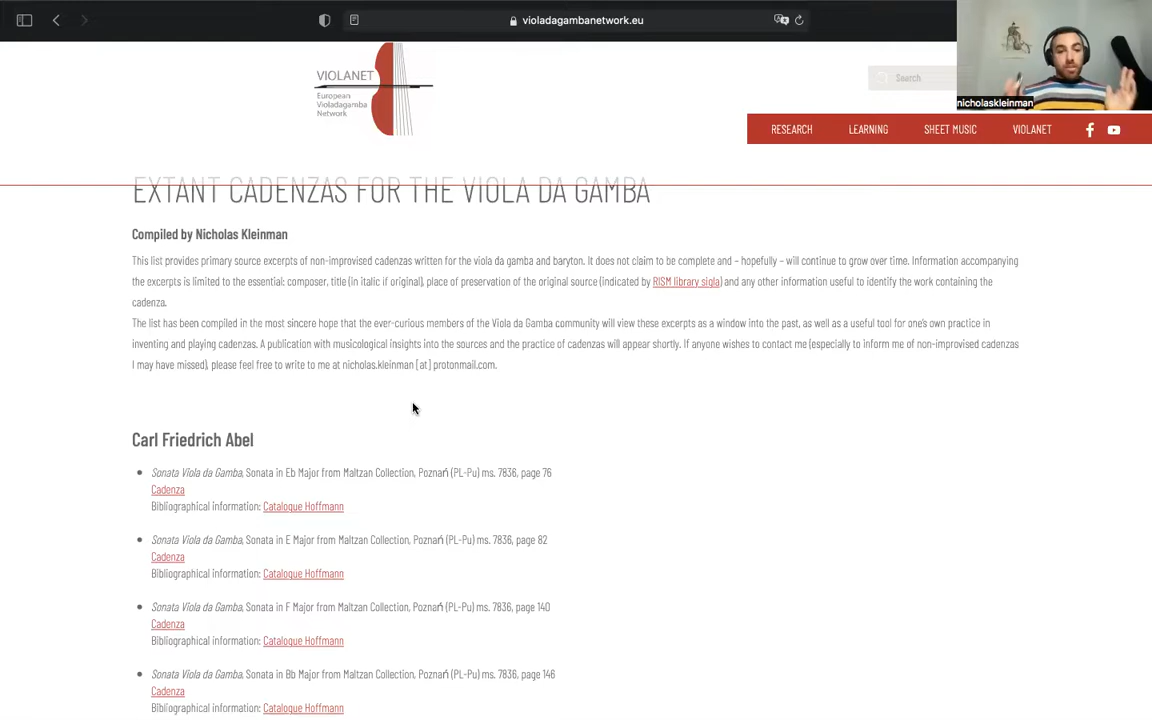 violadagambanetwork.eu
VIOLANET
European
Violadagamba
Network
Search
nicholaskleinman
RESEARCH LEARNING SHEET MUSIC VIOLANET
EXTANT CADENZAS FOR THE VIOLA DA GAMBA
Compiled by Nicholas Kleinman
This list provides primary source excerpts of non-improvised cadenzas written for the viola da gamba and baryton. It does not claim to be complete and – hopefully – will continue to grow over time. Information accompanying
the excerpts is limited to the essential: composer, title (in italic if original), place of preservation of the original source (indicated by RISM library sigla) and any other information useful to identify the work containing the
cadenza.
The list has been compiled in the most sincere hope that the ever-curious members of the Viola da Gamba community will view these excerpts as a window into the past, as well as a useful tool for one's own practice in
inventing and playing cadenzas. A publication with musicological insights into the sources and the practice of cadenzas will appear shortly. If anyone wishes to contact me (especially to inform me of non-improvised cadenzas
I may have missed), please feel free to write to me at nicholas.kleinman [at] protonmail.com.
Carl Friedrich Abel
• Sonata Viola da Gamba, Sonata in Eb Major from Maltzan Collection, Poznań (PL-Pu) ms. 7836, page 76
Cadenza
Bibliographical information: Catalogue Hoffmann
• Sonata Viola da Gamba, Sonata in E Major from Maltzan Collection, Poznań (PL-Pu) ms. 7836, page 82
Cadenza
Bibliographical information: Catalogue Hoffmann
• Sonata Viola da Gamba, Sonata in F Major from Maltzan Collection, Poznań (PL-Pu) ms. 7836, page 140
Cadenza
Bibliographical information: Catalogue Hoffmann
• Sonata Viola da Gamba, Sonata in Bb Major from Maltzan Collection, Poznań (PL-Pu) ms. 7836, page 146
Cadenza
Bibliographical information: Catalogue Hoffmann